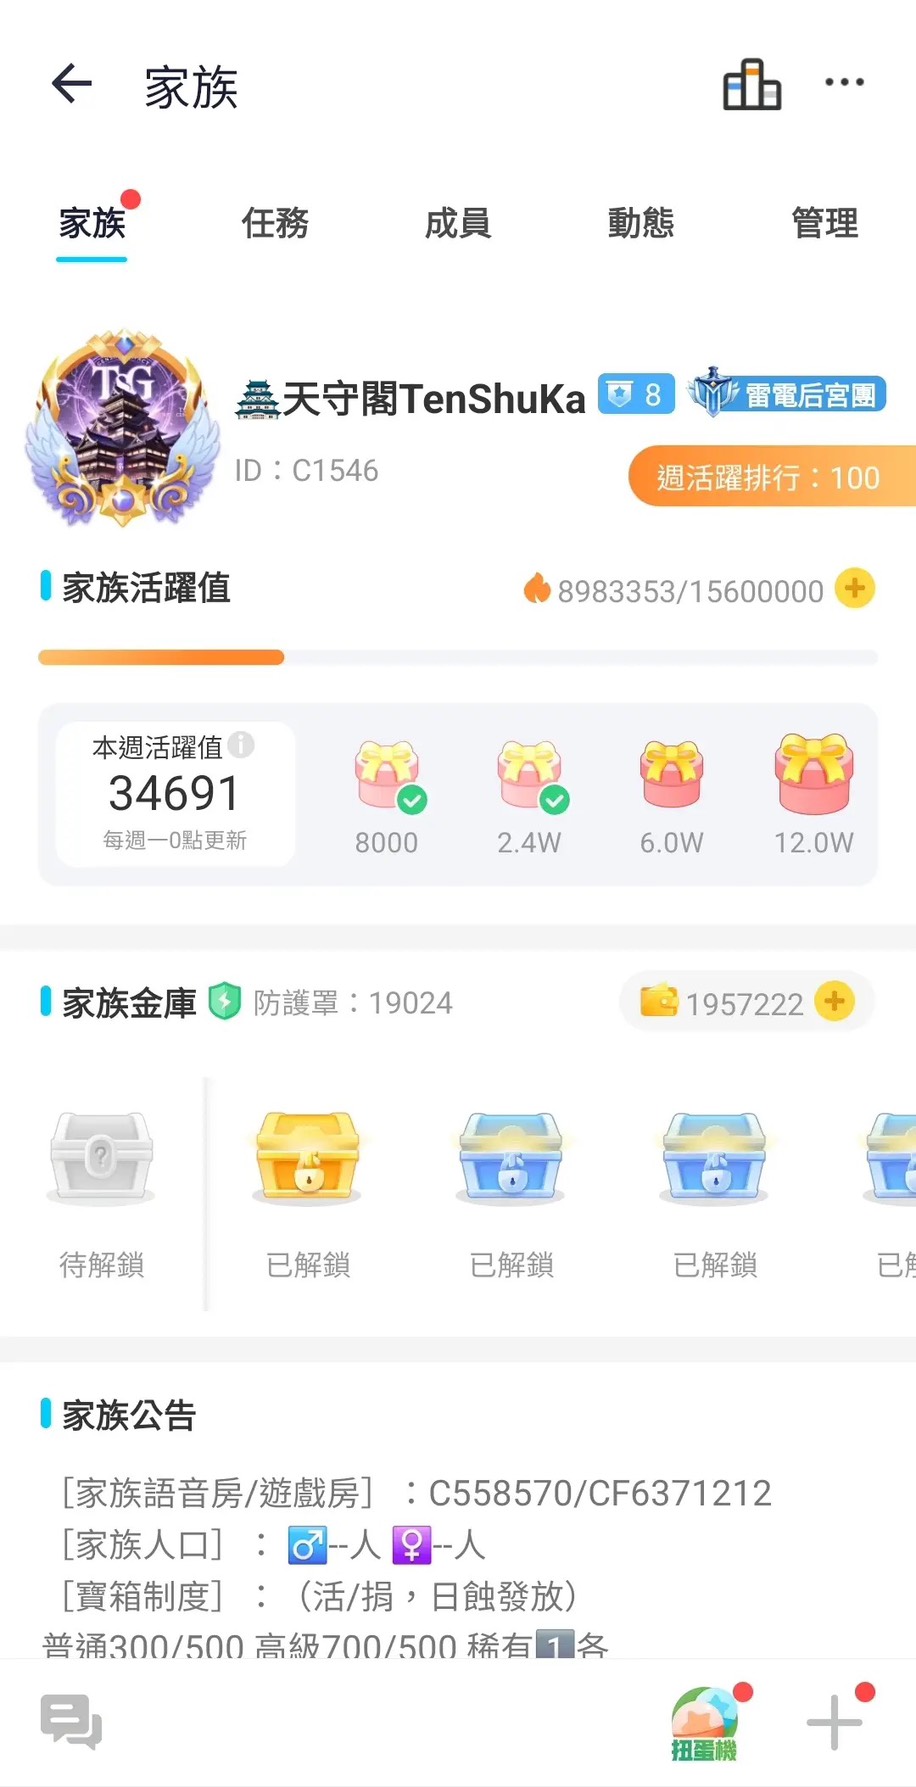 家族
家族 任務 成員 動態 管理
TSG
🏯天守閣TenShuKa 8 雷電后宮團
ID：C1546
週活躍排行：100
家族活躍值 8983353/15600000
本週活躍值
34691
每週一0點更新
8000 2.4W 6.0W 12.0W
家族金庫 防護罩：19024 1957222
待解鎖 已解鎖 已解鎖 已解鎖 已解
［家族公告
［家族語音房/遊戲房］：C558570/CF6371212
［家族人口］：♂️--人 ♀️--人
［寶箱制度］：（活/捐，日蝕發放）
普通300/500 高級700/500 稀有1️⃣各
扭蛋機